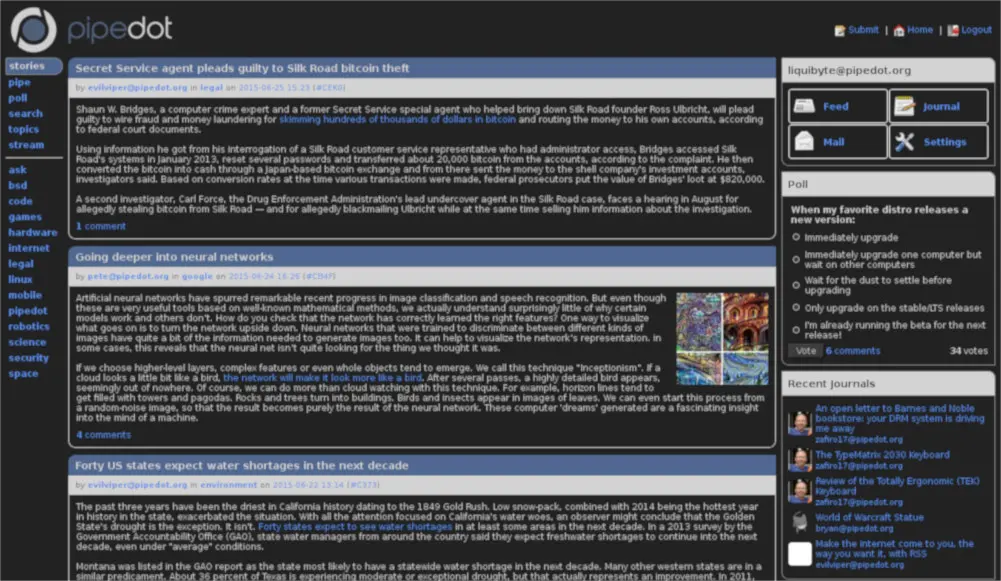 pipedot
Submit | Home | Logout
stories
pipe
poll
search
topics
stream
ask
bsd
code
games
hardware
internet
legal
linux
mobile
pipedot
robotics
science
security
space
Secret Service agent pleads guilty to Silk Road bitcoin theft
by evilviper@pipedot.org in legal on 2015-06-25 15:23 (#CEK0)
Shaun W. Bridges, a computer crime expert and a former Secret Service special agent who helped bring down Silk Road founder Ross Ulbricht, will plead
guilty to wire fraud and money laundering for skimming hundreds of thousands of dollars in bitcoin and routing the money to his own accounts, according
to federal court documents.
Using information he got from his interrogation of a Silk Road customer service representative who had administrator access, Bridges accessed Silk
Road's systems in January 2013, reset several passwords and transferred about 20,000 bitcoin from the accounts, according to the complaint. He then
converted the bitcoin into cash through a Japan-based bitcoin exchange and from there sent the money to the shell company's investment accounts,
investigators said. Based on conversion rates at the time various transactions were made, federal prosecutors put the value of Bridges' loot at $820,000.
A second investigator, Carl Force, the Drug Enforcement Administration's lead undercover agent in the Silk Road case, faces a hearing in August for
allegedly stealing bitcoin from Silk Road — and for allegedly blackmailing Ulbricht while at the same time selling him information about the investigation.
1 comment
Going deeper into neural networks
by pete@pipedot.org in google on 2015-06-24 16:26
Artificial neural networks have spurred remarkable recent progress in image classification and speech recognition. But even though
these are very useful tools based on well-known mathematical methods, we actually understand surprisingly little of why certain
models work and others don't. How do you check that the network has correctly learned the right features? One way to visualize
what goes on is to turn the network upside down. Neural networks that were trained to discriminate between different kinds of
images have quite a bit of the information needed to generate images too. It can help to visualize the network's representation. In
some cases, this reveals that the neural net isn't quite looking for the thing we thought it was.
If we choose higher-level layers, complex features or even whole objects tend to emerge. We call this technique "Inceptionism". If a
cloud looks a little bit like a bird, the network will make it look more like a bird. After several passes, a highly detailed bird appears,
seemingly out of nowhere. Of course, we can do more than cloud watching with this technique. For example, horizon lines tend to
get filled with towers and pagodas. Rocks and trees turn into buildings. Birds and insects appear in images of leaves. We can even start this process from
a random-noise image, so that the result becomes purely the result of the neural network. These computer 'dreams' generated are a fascinating insight
into the mind of a machine.
4 comments
Forty US states expect water shortages in the next decade
by evilviper@pipedot.org in environment on 2015-06-22 13:14 (#C373)
The past three years have been the driest in California history dating to the 1849 Gold Rush. Low snow-pack, combined with 2014 being the hottest year
in history in the state, exacerbated the situation. With all the attention focused on California's water woes, an observer might conclude that the Golden
State's drought is the exception. It isn't. Forty states expect to see water shortages in at least some areas in the next decade. In a 2013 survey by the
Government Accountability Office (GAO), state water managers from around the country said they expect freshwater shortages to continue into the next
decade, even under "average" conditions.
Montana was listed in the GAO report as the state most likely to have a statewide water shortage in the next decade. Many other western states are in a
similar predicament. About 36 percent of Texas is experiencing moderate or exceptional drought, but that actually represents an improvement. In 2011,
liquibyte@pipedot.org
Feed
Journal
Mail
Settings
Poll
When my favorite distro releases a
new version:
Immediately upgrade
Immediately upgrade one computer but
wait on other computers
Wait for the dust to settle before
upgrading
Only upgrade on the stable/LTS releases
I'm already running the beta for the next
release!
Vote 6 comments 34 votes
Recent Journals
An open letter to Barnes and Noble
bookstore: your DRM system is driving
me away
zafiro17@pipedot.org
The TypeMatrix 2030 Keyboard
zafiro17@pipedot.org
Review of the Totally Ergonomic (TEK)
Keyboard
zafiro17@pipedot.org
World of Warcraft Statue
bryan@pipedot.org
Make the internet come to you, the
way you want it, with RSS
evilviper@pipedot.org